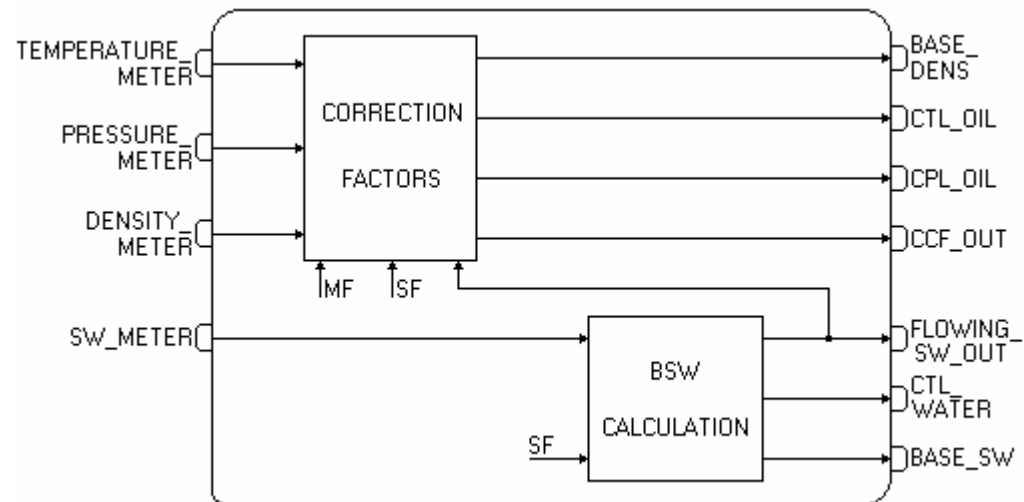 TEMPERATURE_
METER
PRESSURE_
METER
DENSITY_
METER
SW_METER
CORRECTION
FACTORS
MF
SF
BSW
CALCULATION
SF
BASE_
DENS
CTL_OIL
CPL_OIL
CCF_OUT
FLOWING_
SW_OUT
CTL_
WATER
BASE_SW